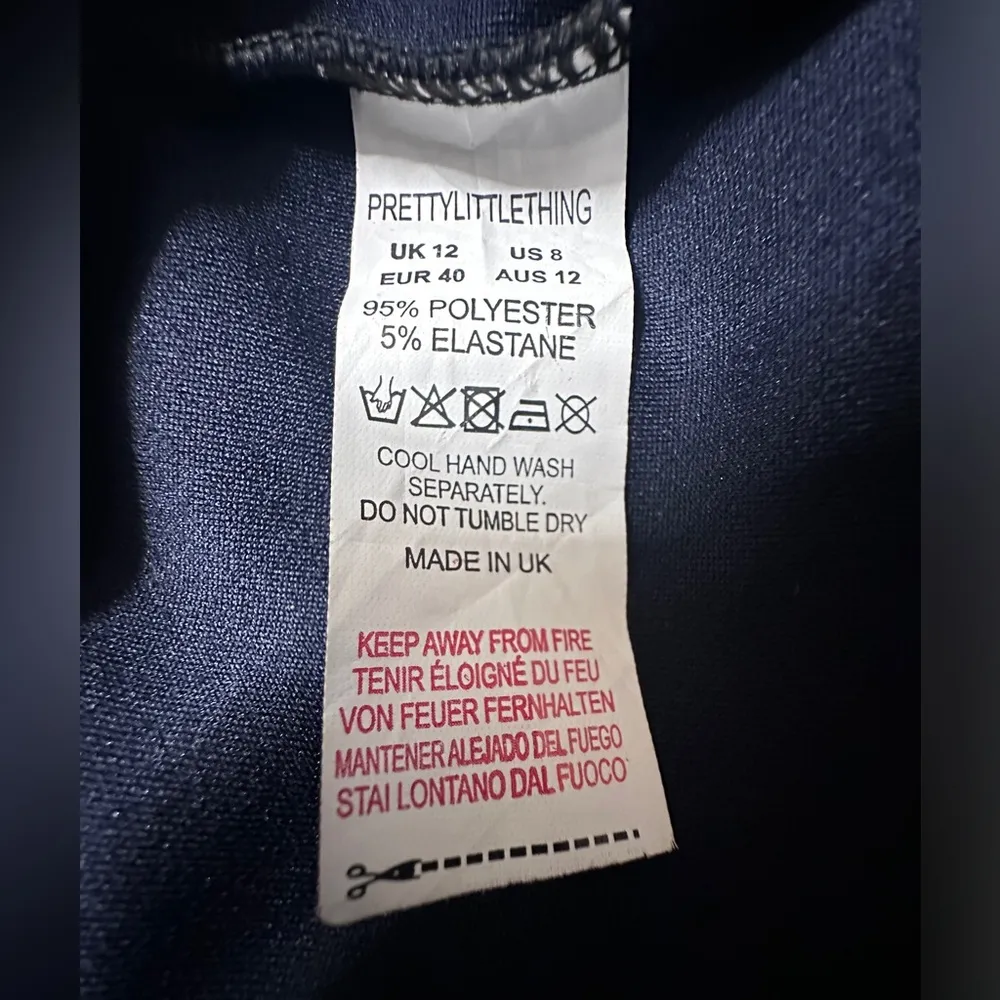 PRETTYLITTLETHING
UK 12 US 8
EUR 40 AUS 12
95% POLYESTER
5% ELASTANE
COOL HAND WASH
SEPARATELY.
DO NOT TUMBLE DRY
MADE IN UK
KEEP AWAY FROM FIRE
TENIR ÉLOIGNÉ DU FEU
VON FEUER FERNHALTEN
MANTENER ALEJADO DEL FUEGO
STAI LONTANO DAL FUOCO